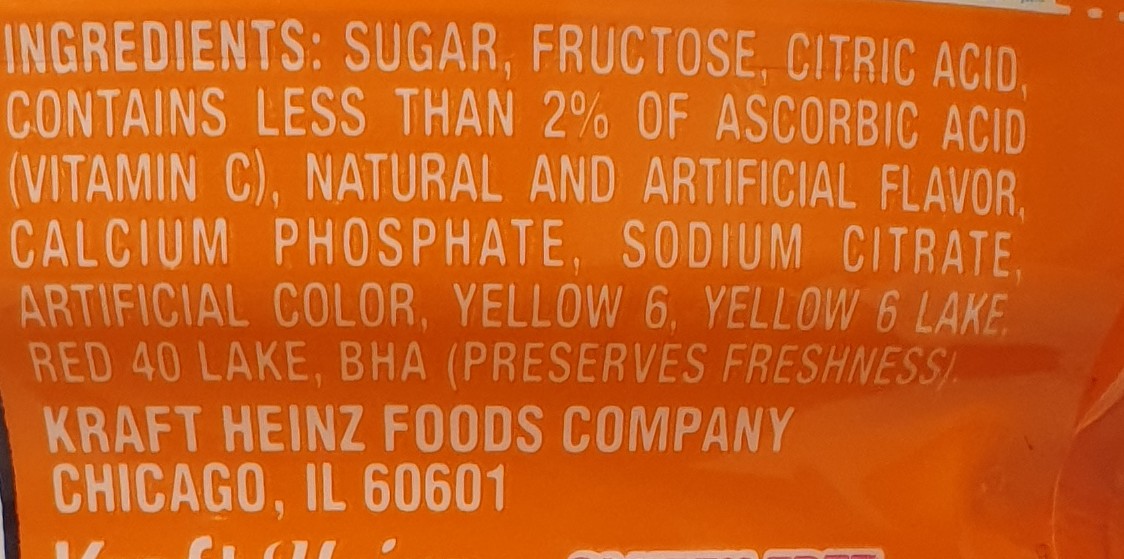 INGREDIENTS: SUGAR, FRUCTOSE, CITRIC ACID,
CONTAINS LESS THAN 2% OF ASCORBIC ACID
(VITAMIN C), NATURAL AND ARTIFICIAL FLAVOR,
CALCIUM PHOSPHATE, SODIUM CITRATE,
ARTIFICIAL COLOR, YELLOW 6, YELLOW 6 LAKE,
RED 40 LAKE, BHA (PRESERVES FRESHNESS).
KRAFT HEINZ FOODS COMPANY
CHICAGO, IL 60601